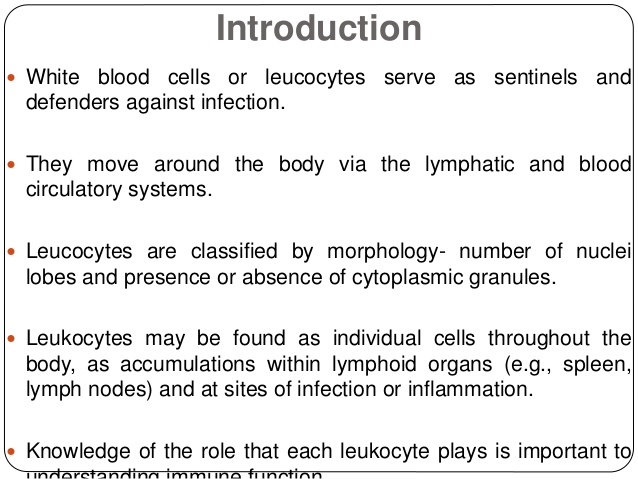 Introduction
White blood cells or leucocytes serve as sentinels and
defenders against infection.
They move around the body via the lymphatic and blood
circulatory systems.
Leucocytes are classified by morphology- number of nuclei
lobes and presence or absence of cytoplasmic granules.
Leukocytes may be found as individual cells throughout the
body, as accumulations within lymphoid organs (e.g., spleen,
lymph nodes) and at sites of infection or inflammation.
Knowledge of the role that each leukocyte plays is important to
understanding immune function.